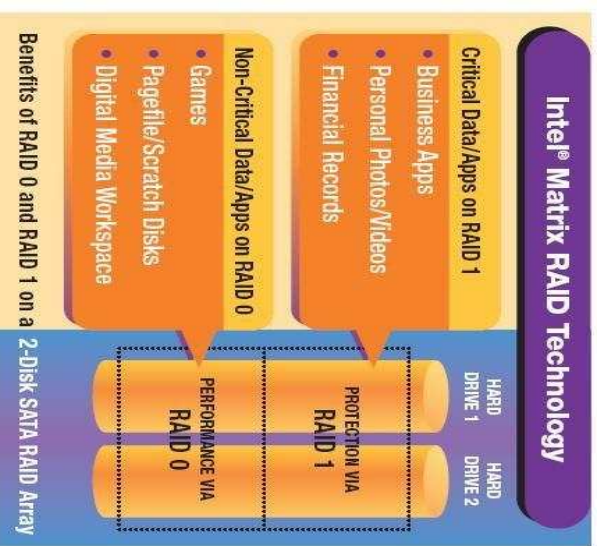 Intel® Matrix RAID Technology
Critical Data/Apps on RAID 1
• Business Apps
• Personal Photos/Videos
• Financial Records
Non-Critical Data/Apps on RAID 0
• Games
• Pagefile/Scratch Disks
• Digital Media Workspace
HARD
DRIVE 1
HARD
DRIVE 2
PROTECTION VIA
RAID 1
PERFORMANCE VIA
RAID 0
Benefits of RAID 0 and RAID 1 on a 2-Disk SATA RAID Array